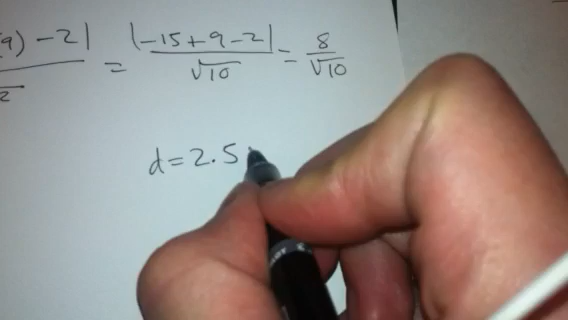 9) - 2| / 2 = |-15 + 9 - 2| / √10 = 8 / √10
d = 2.5